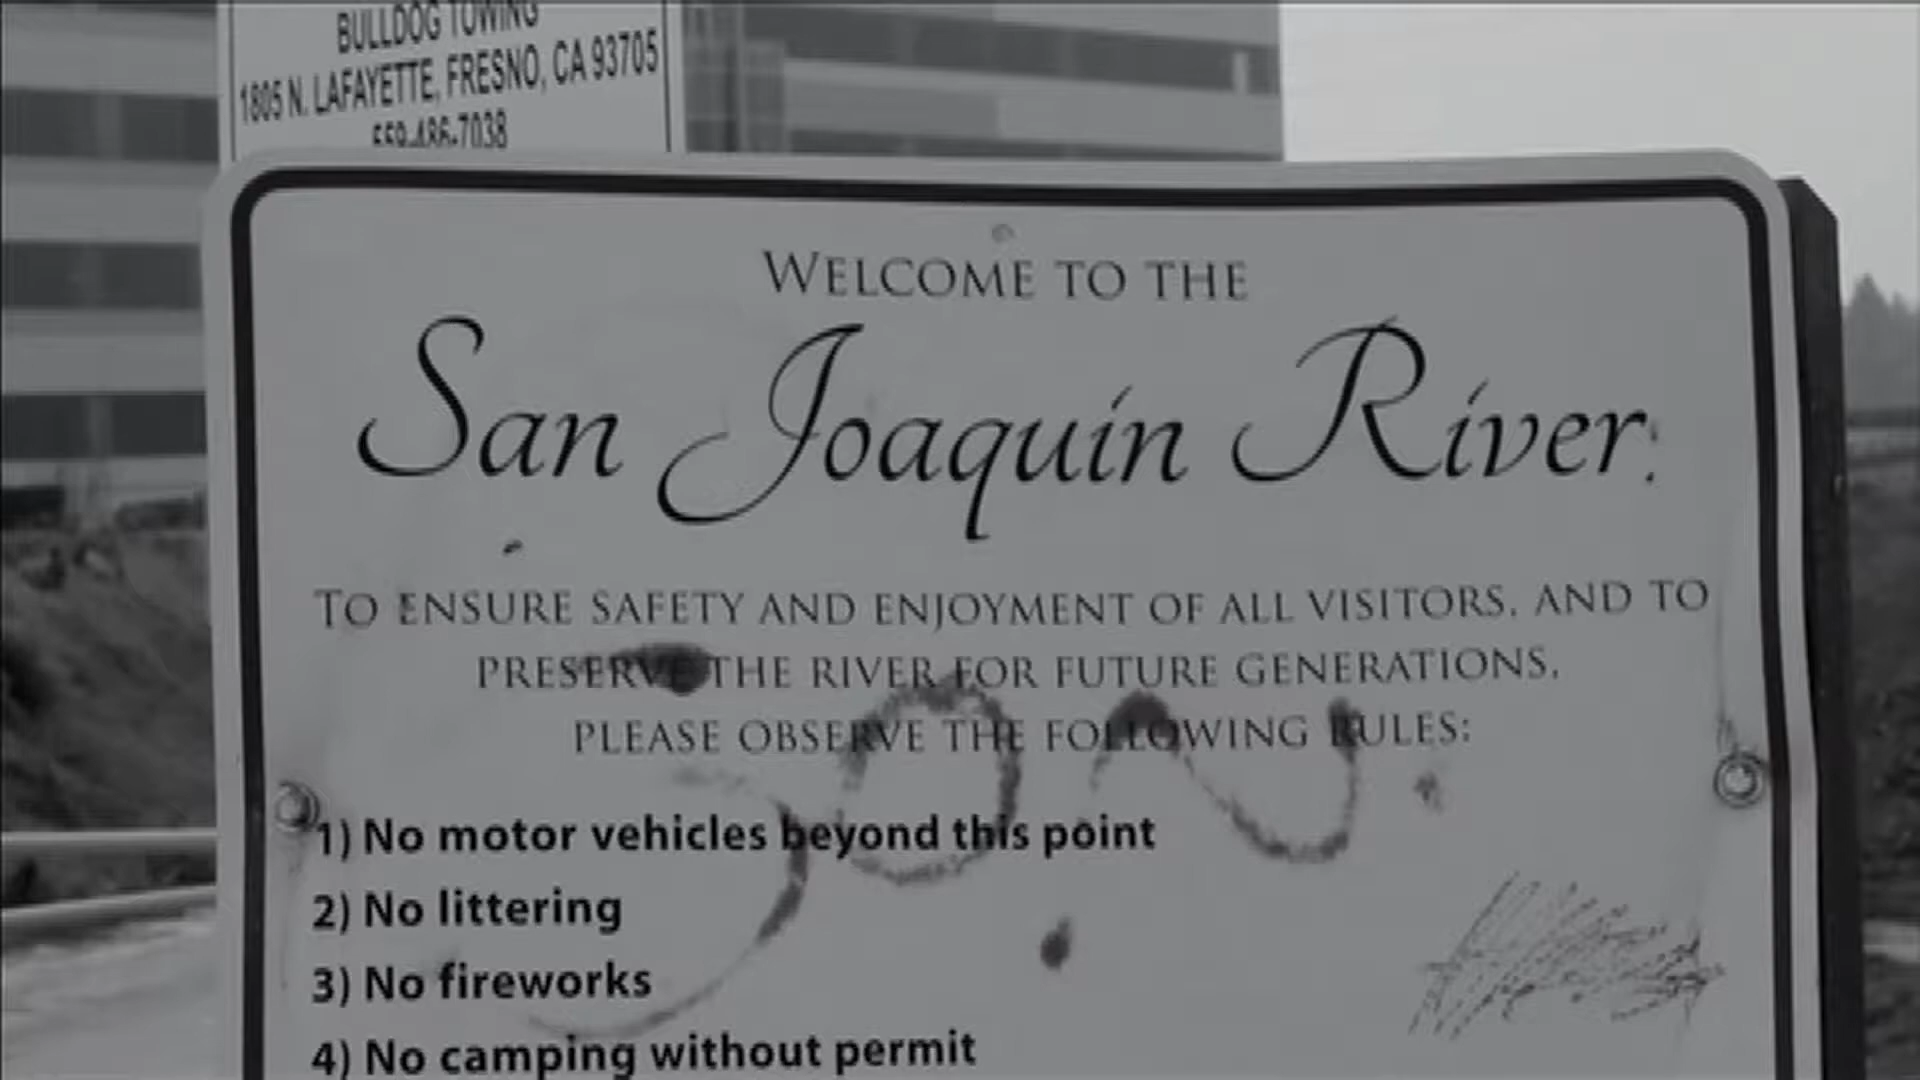 BULLDOG TOWING
1805 N. LAFAYETTE, FRESNO, CA 93705
559-486-7038
WELCOME TO THE
San Joaquin River
TO ENSURE SAFETY AND ENJOYMENT OF ALL VISITORS, AND TO
PRESERVE THE RIVER FOR FUTURE GENERATIONS,
PLEASE OBSERVE THE FOLLOWING RULES:
1) No motor vehicles beyond this point
2) No littering
3) No fireworks
4) No camping without permit